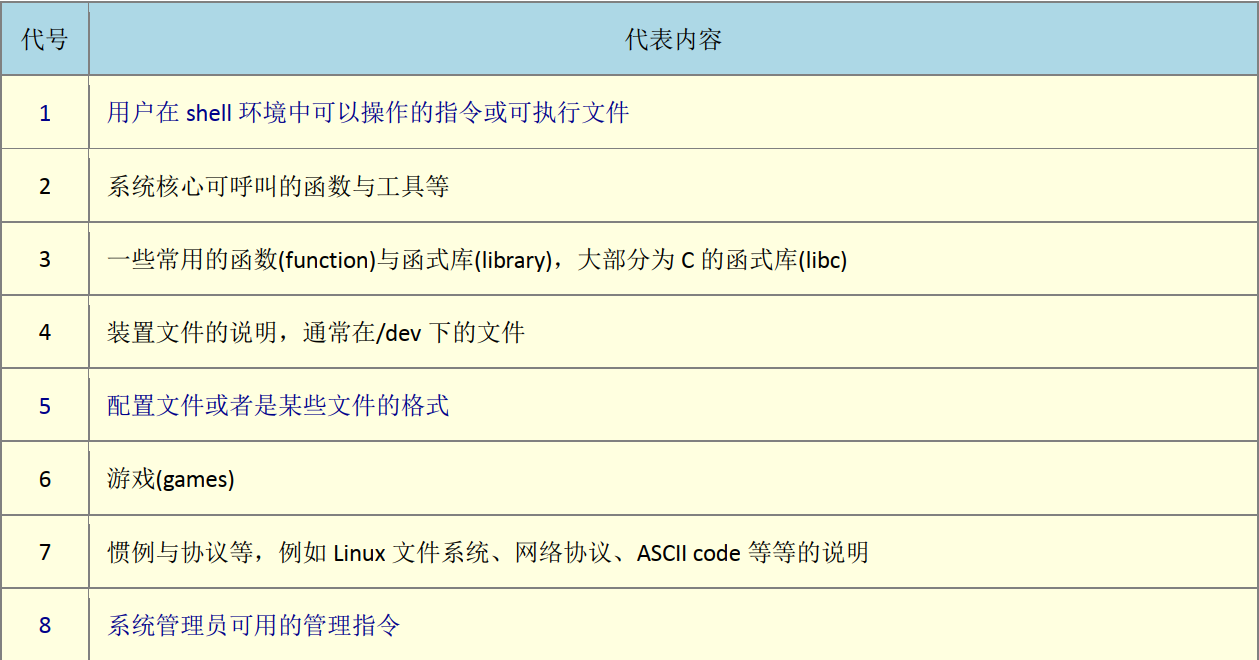 代号 代表内容
1 用户在 shell 环境中可以操作的指令或可执行文件
2 系统核心可呼叫的函数与工具等
3 一些常用的函数(function)与函式库(library)，大部分为 C 的函式库(libc)
4 装置文件的说明，通常在/dev 下的文件
5 配置文件或者是某些文件的格式
6 游戏(games)
7 惯例与协议等，例如 Linux 文件系统、网络协议、ASCII code 等等的说明
8 系统管理员可用的管理指令